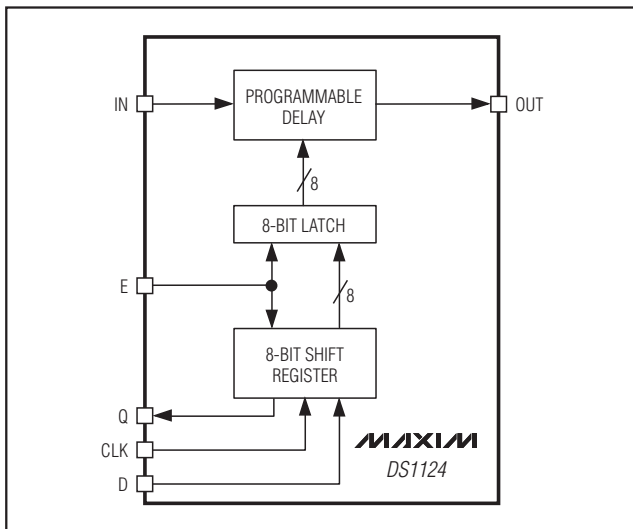 IN
PROGRAMMABLE
DELAY
OUT
8
8-BIT LATCH
E
8
8-BIT SHIFT
REGISTER
Q
CLK
D
MAXIM
DS1124